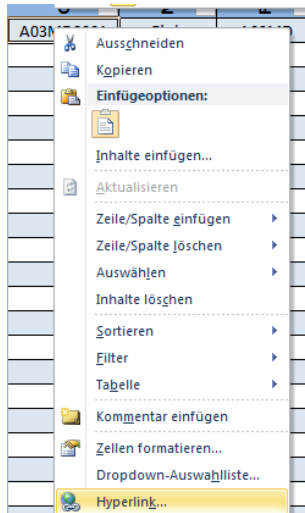 Ausschneiden
Kopieren
Einfügeoptionen:
Inhalte einfügen...
Aktualisieren
Zeile/Spalte einfügen
Zeile/Spalte löschen
Auswählen
Inhalte löschen
Sortieren
Filter
Tabelle
Kommentar einfügen
Zellen formatieren...
Dropdown-Auswahlliste...
Hyperlink...